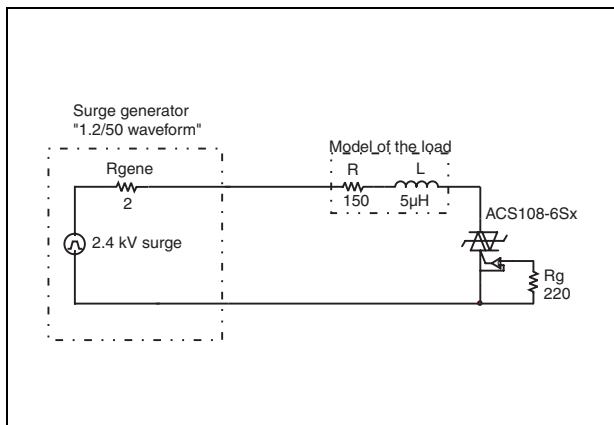 Surge generator
"1.2/50 waveform"
Rgene
2
2.4 kV surge
Model of the load
R
L
150
5µH
ACS108-6Sx
Rg
220